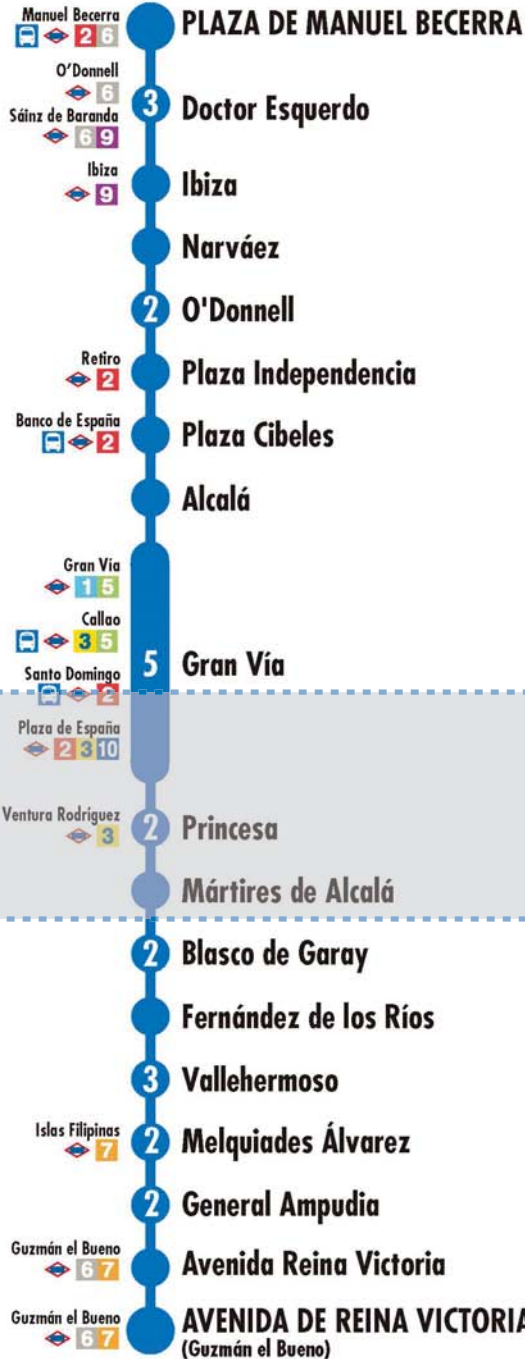 Manuel Becerra
2 6
PLAZA DE MANUEL BECERRA
O'Donnell
6
Sáinz de Baranda
6 9
3 Doctor Esquerdo
Ibiza
9
Ibiza
Narváez
2 O'Donnell
Retiro
2
Plaza Independencia
Banco de España
2
Plaza Cibeles
Alcalá
Gran Vía
1 5
Callao
3 5
Santo Domingo
2
5 Gran Vía
Plaza de España
2 3 10
Ventura Rodríguez
3
2 Princesa
Mártires de Alcalá
2 Blasco de Garay
Fernández de los Ríos
3 Vallehermoso
Islas Filipinas
7
2 Melquiades Álvarez
2 General Ampudia
Guzmán el Bueno
6 7
Avenida Reina Victoria
Guzmán el Bueno
6 7
AVENIDA DE REINA VICTORIA
(Guzmán el Bueno)